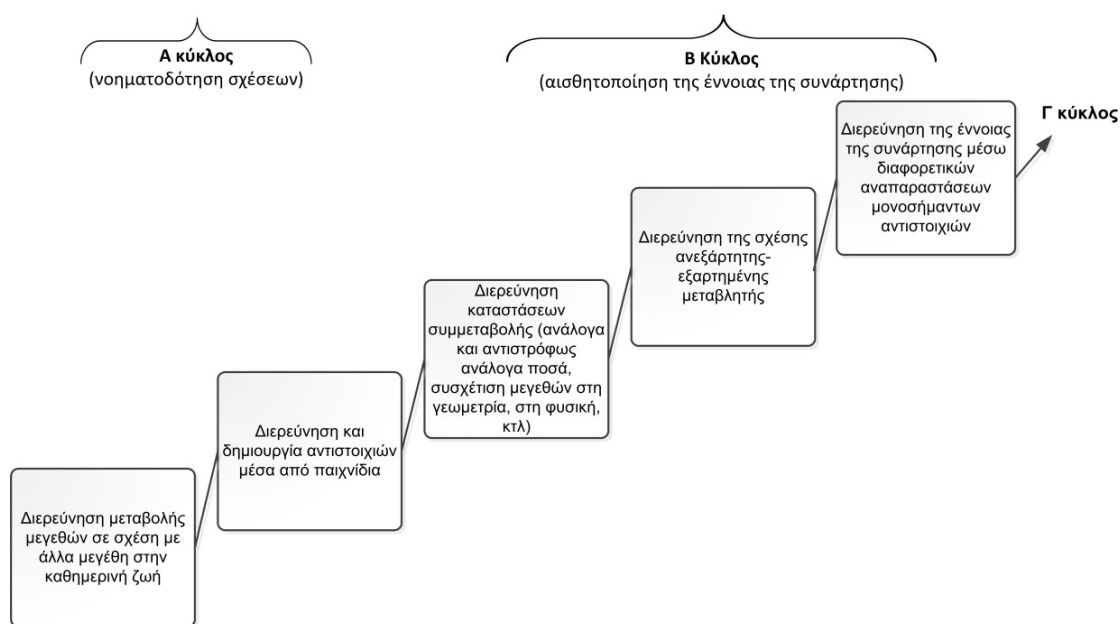 Α κύκλος
(νοηματοδότηση σχέσεων)
Β Κύκλος
(αισθητοποίηση της έννοιας της συνάρτησης)
Γ κύκλος
Διερεύνηση της έννοιας
της συνάρτησης μέσω
διαφορετικών
αναπαραστάσεων
μονοσήμαντων
αντιστοιχιών
Διερεύνηση της σχέσης
ανεξάρτητης-
εξαρτημένης
μεταβλητής
Διερεύνηση
καταστάσεων
συμμεταβολής (ανάλογα
και αντιστρόφως
ανάλογα ποσά,
συσχέτιση μεγεθών στη
γεωμετρία, στη φυσική,
κτλ)
Διερεύνηση και
δημιουργία αντιστοιχιών
μέσα από παιχνίδια
Διερεύνηση μεταβολής
μεγεθών σε σχέση με
άλλα μεγέθη στην
καθημερινή ζωή